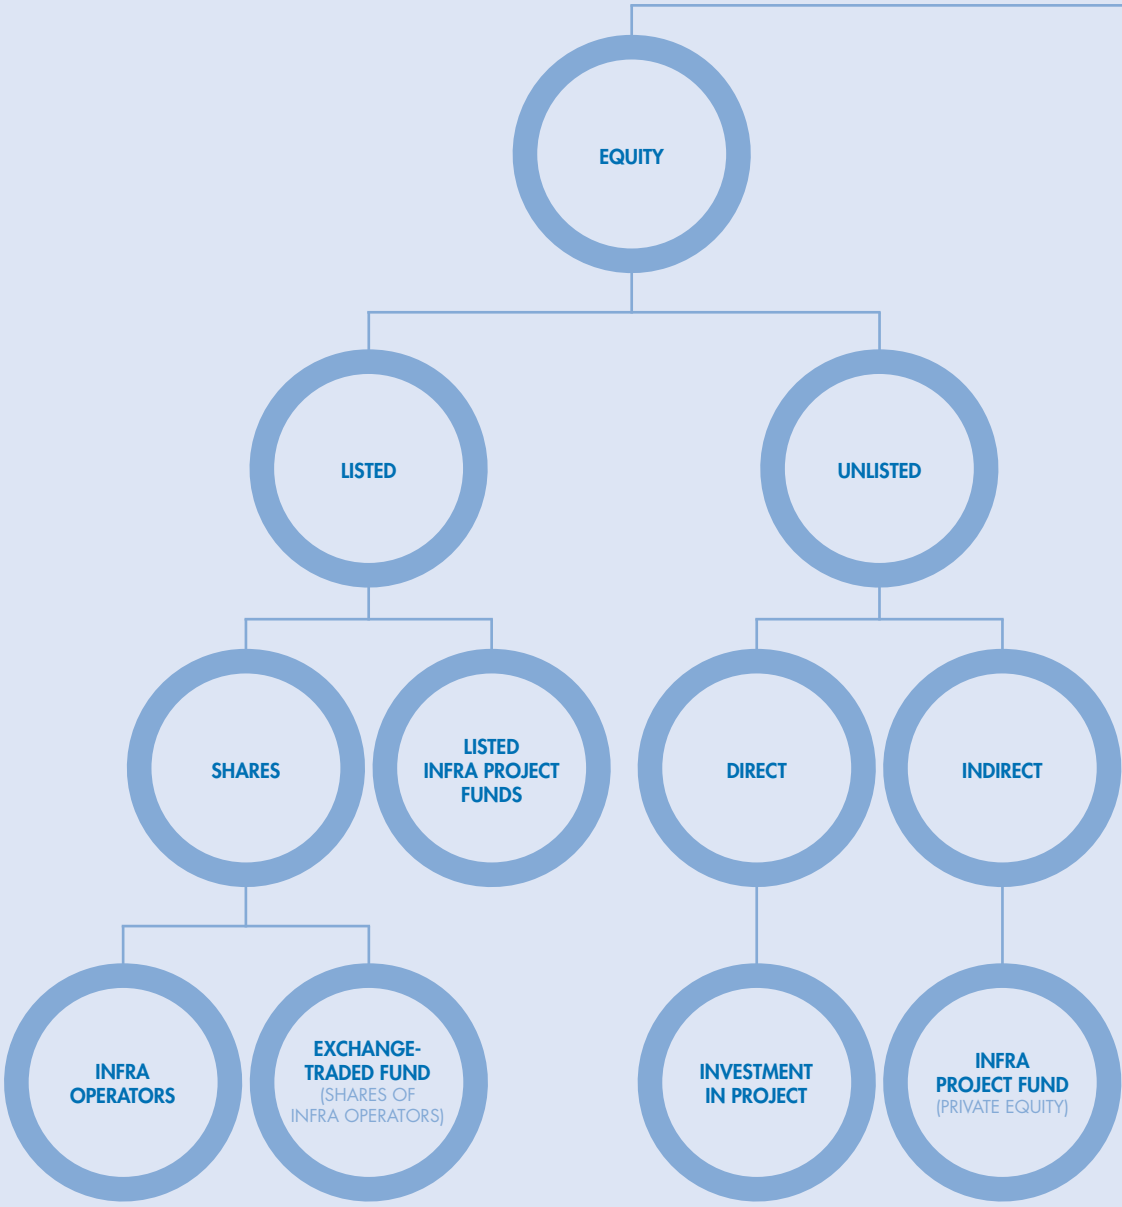 EQUITY
LISTED
UNLISTED
SHARES
LISTED
INFRA PROJECT
FUNDS
DIRECT
INDIRECT
INFRA
OPERATORS
EXCHANGE-
TRADED FUND
(SHARES OF
INFRA OPERATORS)
INVESTMENT
IN PROJECT
INFRA
PROJECT FUND
(PRIVATE EQUITY)